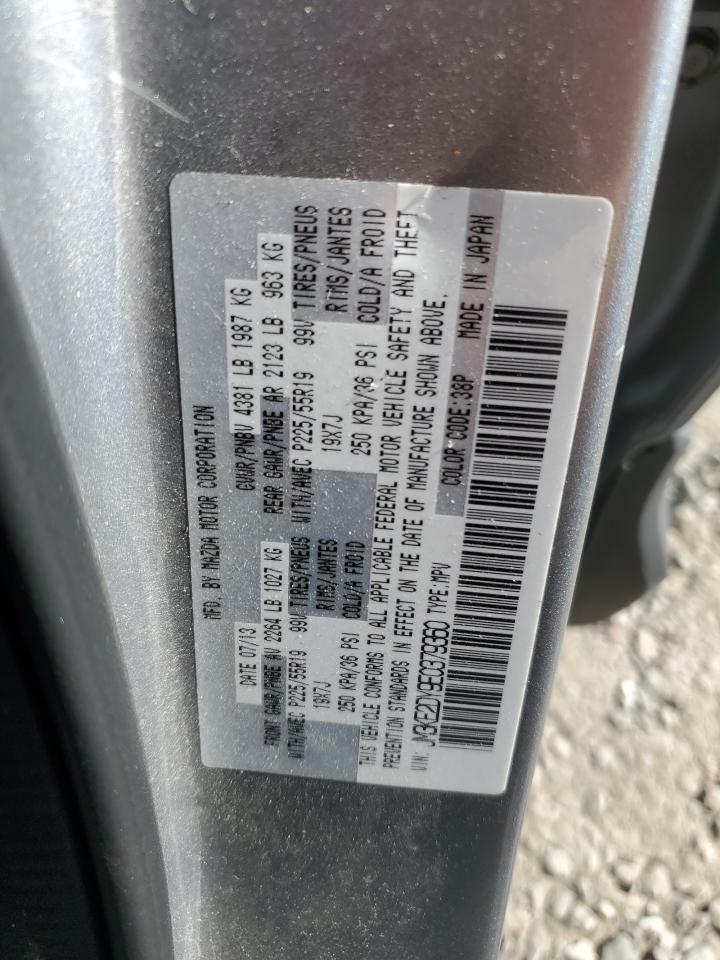 MFD. BY MAZDA MOTOR CORPORATION
DATE 07/13 GVWR/PNBV 4381 LB 1987 KG
FRONT GAWR/PNBE AV 2264 LB 1027 KG REAR GAWR/PNBE AR 2123 LB 963 KG
WITH/AVEC P225/55R19 99V TIRES/PNEUS WITH/AVEC P225/55R19 99V TIRES/PNEUS
19X7J RIMS/JANTES 19X7J RIMS/JANTES
250 KPA/36 PSI COLD/A FROID 250 KPA/36 PSI COLD/A FROID
THIS VEHICLE CONFORMS TO ALL APPLICABLE FEDERAL MOTOR VEHICLE SAFETY AND THEFT
PREVENTION STANDARDS IN EFFECT ON THE DATE OF MANUFACTURE SHOWN ABOVE.
VIN: JM3KE2DY9E0379360 TYPE:MPV COLOR CODE:38P MADE IN JAPAN